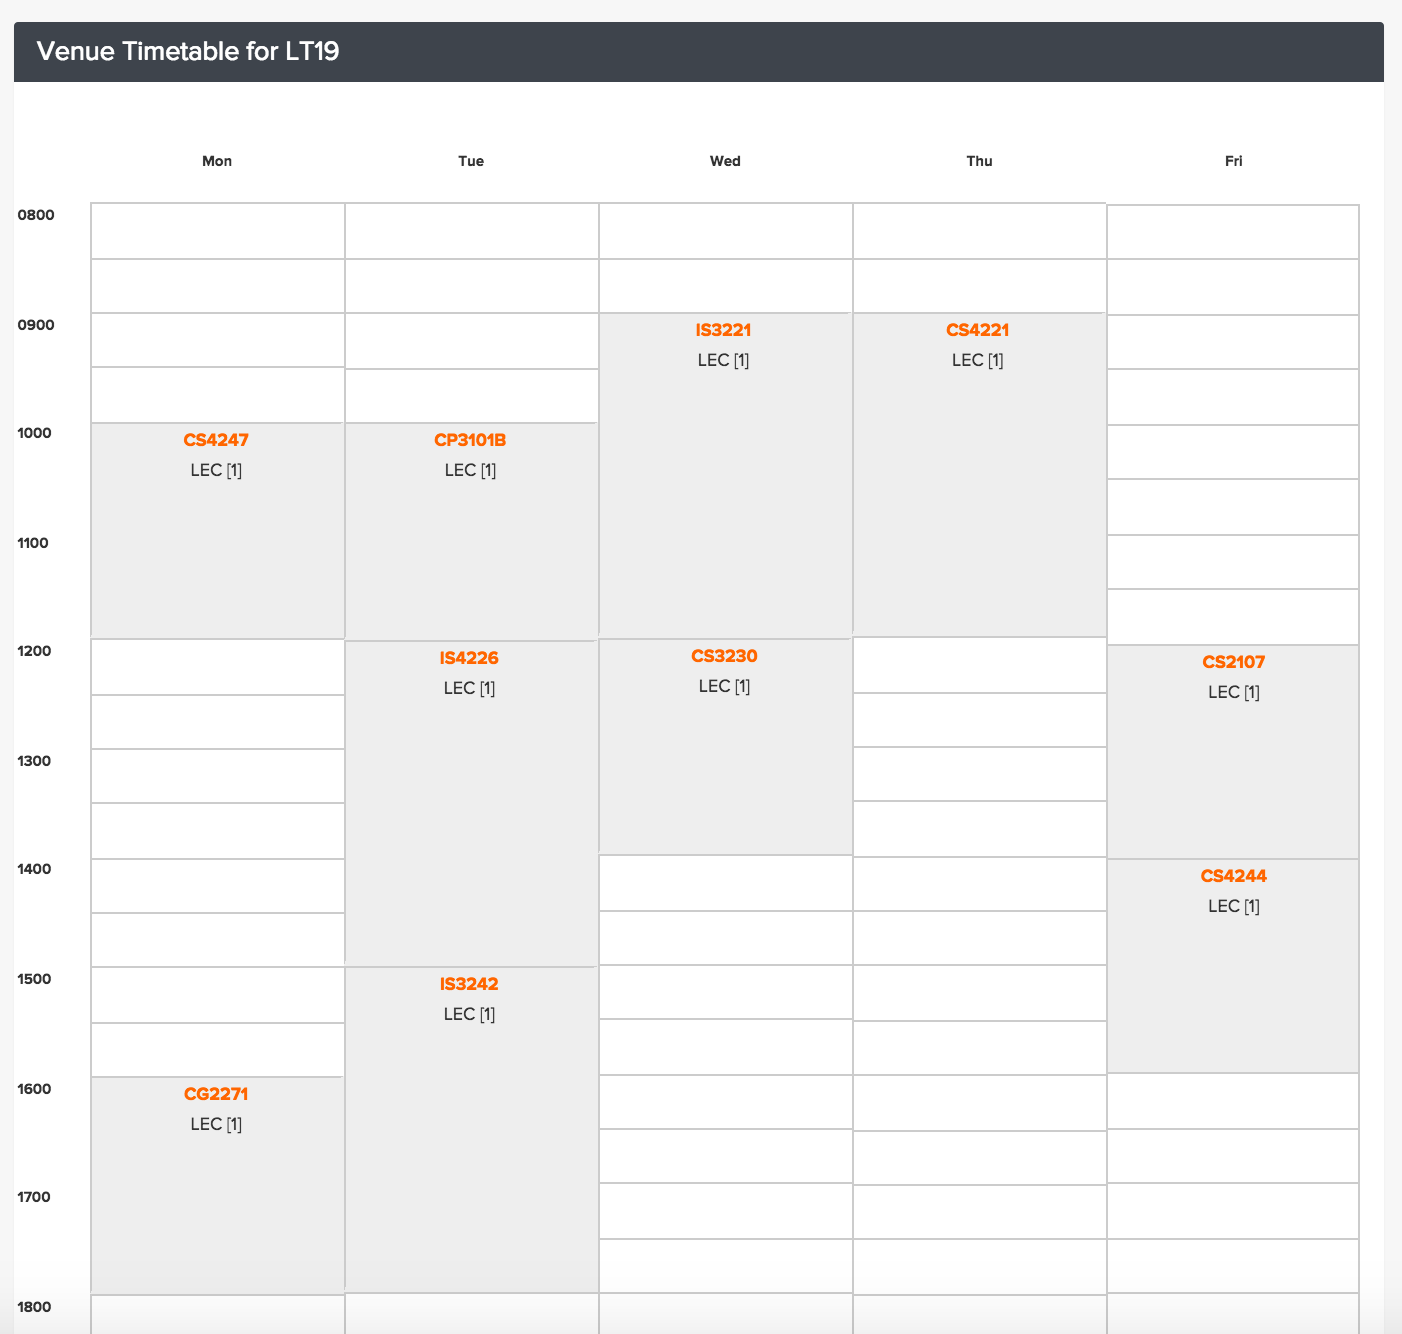 Venue Timetable for LT19
Mon Tue Wed Thu Fri
0800
0900
IS3221 CS4221
LEC [1] LEC [1]
1000
CS4247 CP3101B
LEC [1] LEC [1]
1100
1200
IS4226 CS3230 CS2107
LEC [1] LEC [1] LEC [1]
1300
1400
CS4244
LEC [1]
1500
IS3242
LEC [1]
1600
CG2271
LEC [1]
1700
1800